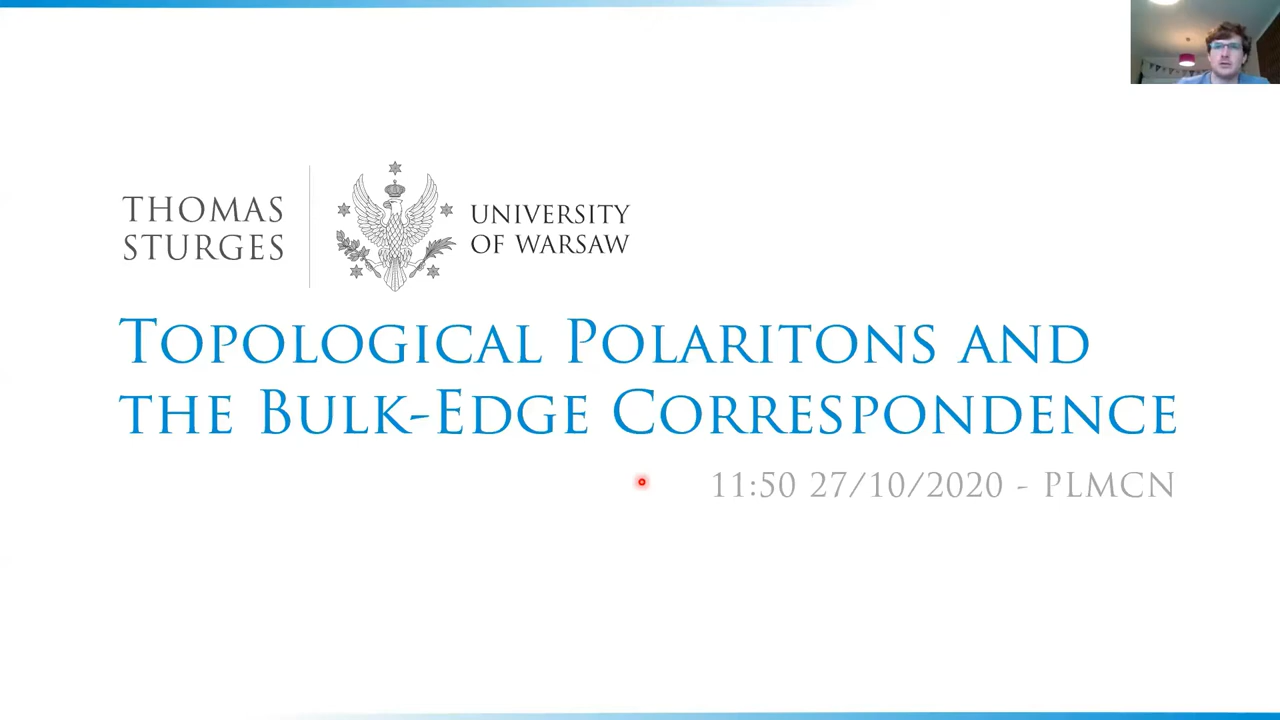 THOMAS
STURGES
UNIVERSITY
OF WARSAW
TOPOLOGICAL POLARITONS AND
THE BULK-EDGE CORRESPONDENCE
11:50 27/10/2020 - PLMCN